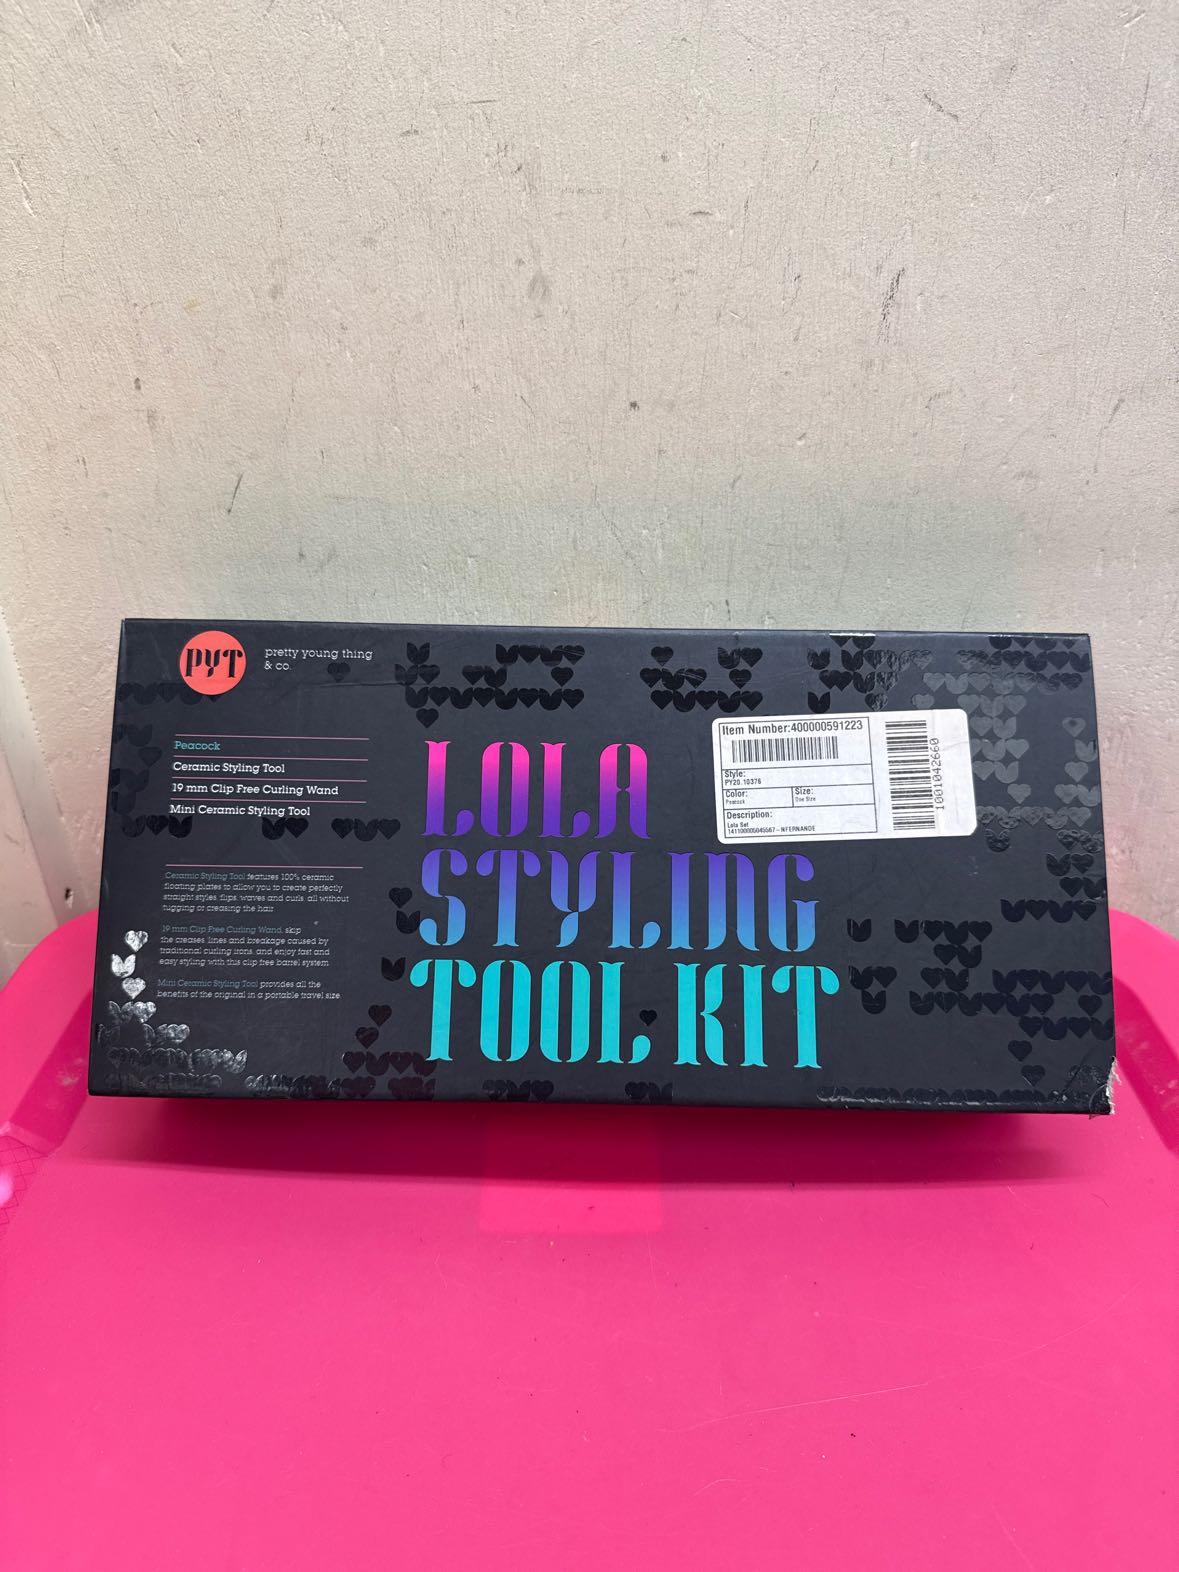 PYT
pretty young thing
& co.
Peacock
Ceramic Styling Tool
19 mm Clip Free Curling Wand
Mini Ceramic Styling Tool
Ceramic Styling Tool features 100% ceramic
floating plates to allow you to create perfectly
straight styles, flips, waves and curls, all without
tugging or creasing the hair
19 mm Clip Free Curling Wand, skip
the creases, lines and breakage caused by
traditional curling irons, and enjoy fast and
easy styling with this clip free barrel system
Mini Ceramic Styling Tool provides all the
benefits of the original in a portable travel size
LOLA
STYLING
TOOL KIT
Item Number:400000591223
Style:
PY20.10376
Color:
Peacock
Size:
One Size
Description:
Lola Set
141100005045567-NFERNANDE
1001042660